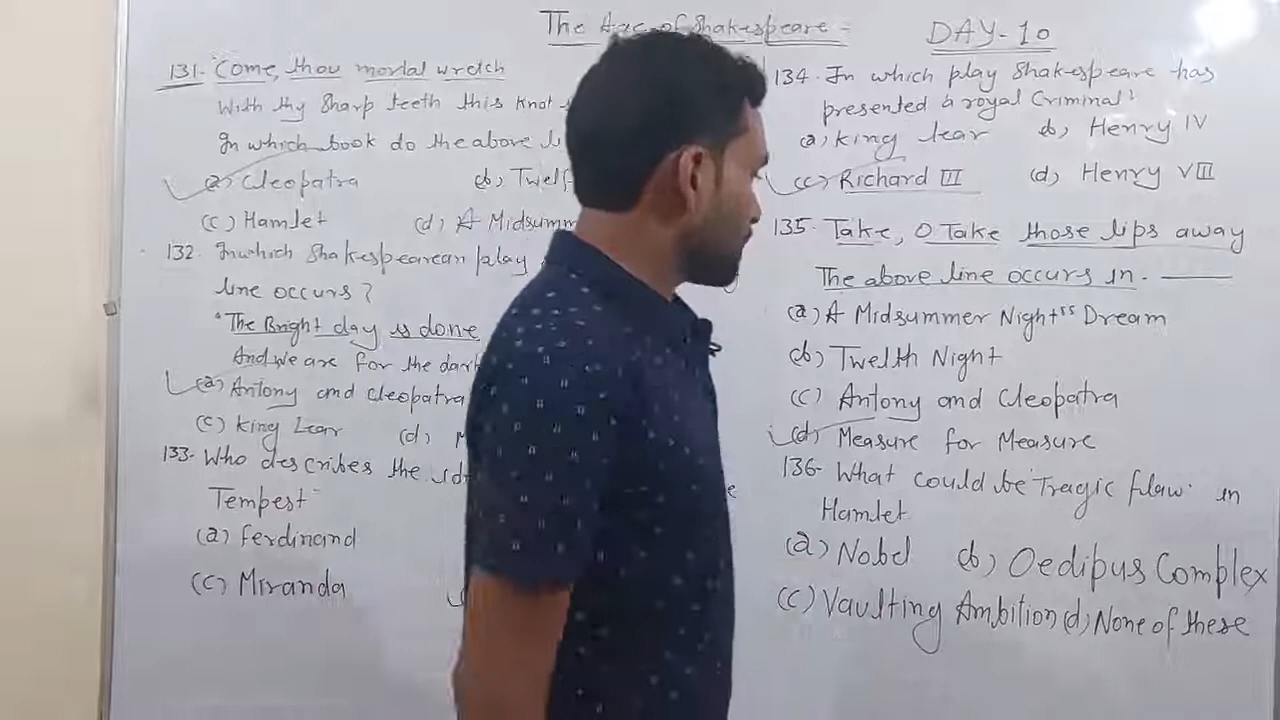 The Age of Shakespeare -
DAY-10
131. "Come, thou mortal wretch
With thy Sharp teeth this knot
In which book do the above
(a) Cleopatra
(b)
(c) Hamlet
(d) A
132. In which Shakespearean play
line occurs?
"The Bright day is done
And we are for the dark
(a) Antony and Cleopatra
(c) King Lear
(d)
133. Who describes the
Tempest
(a) Ferdinand
(c) Miranda
134. In which play Shakespeare has
presented a royal Criminal?
(a) King Lear
(b) Henry IV
(c) Richard III
(d) Henry VIII
135. Take, O Take those lips away
The above line occurs in.
(a) A Midsummer Night's Dream
(b) Twelth Night
(c) Antony and Cleopatra
(d) Measure for Measure
136- What could be 'Tragic flaw' in
Hamlet
(a) Nobel
(b) Oedipus Complex
(c) Vaulting Ambition (d) None of these